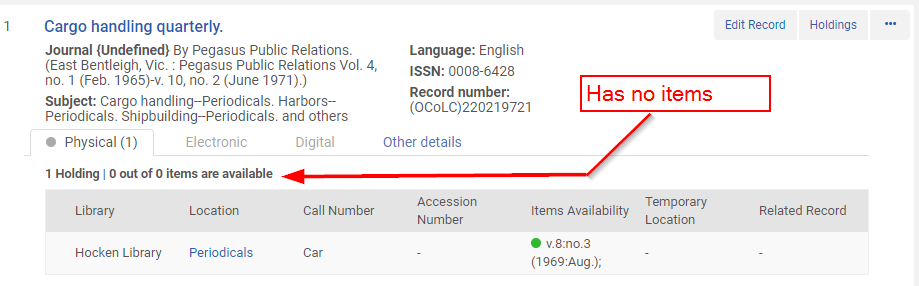 1
Cargo handling quarterly.
Edit Record
Holdings
•••
Journal {Undefined} By Pegasus Public Relations.
(East Bentleigh, Vic. : Pegasus Public Relations Vol. 4,
no. 1 (Feb. 1965)-v. 10, no. 2 (June 1971).)
Subject: Cargo handling--Periodicals. Harbors--
Periodicals. Shipbuilding--Periodicals. and others
Language: English
ISSN: 0008-6428
Record number:
(OCoLC)220219721
Has no items
Physical (1)
Electronic
Digital
Other details
1 Holding | 0 out of 0 items are available
Library
Location
Call Number
Accession
Number
Items Availability
Temporary
Location
Related Record
Hocken Library
Periodicals
Car
-
v.8:no.3
(1969:Aug.);
-
-